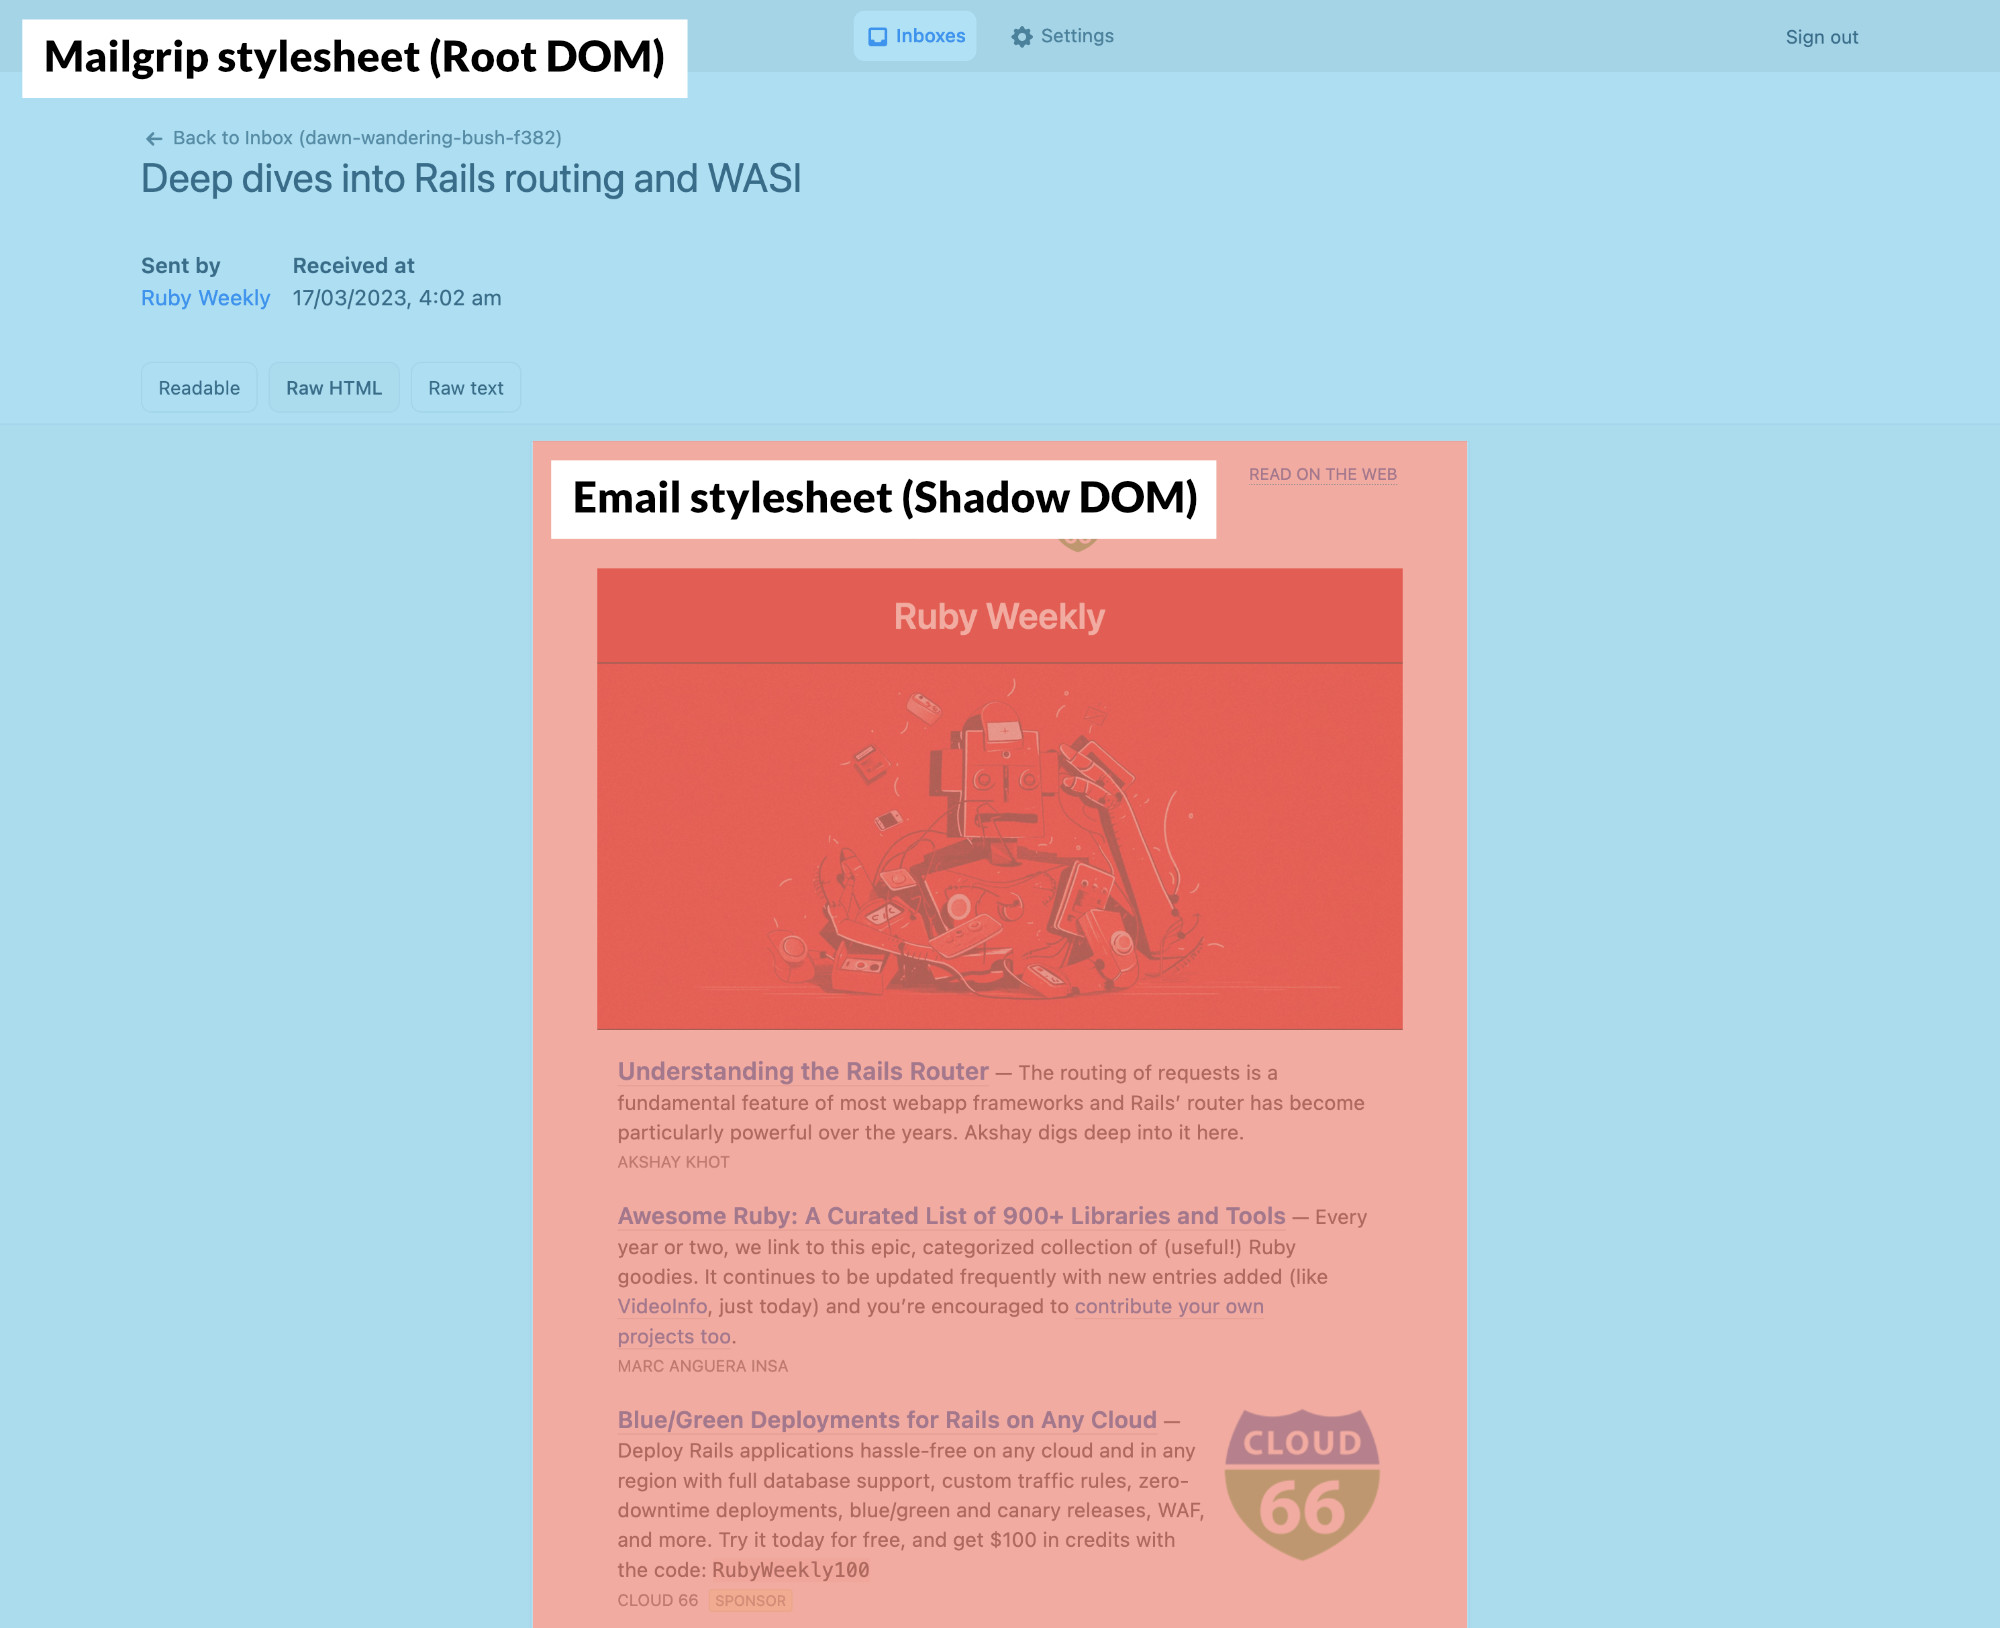 Mailgrip stylesheet (Root DOM)
Inboxes
Settings
Sign out
Back to Inbox (dawn-wandering-bush-f382)
Deep dives into Rails routing and WASI
Sent by
Received at
Ruby Weekly
17/03/2023, 4:02 am
Readable
Raw HTML
Raw text
Email stylesheet (Shadow DOM)
READ ON THE WEB
Ruby Weekly
Understanding the Rails Router — The routing of requests is a
fundamental feature of most webapp frameworks and Rails’ router has become
particularly powerful over the years. Akshay digs deep into it here.
AKSHAY KHOT
Awesome Ruby: A Curated List of 900+ Libraries and Tools — Every
year or two, we link to this epic, categorized collection of (useful!) Ruby
goodies. It continues to be updated frequently with new entries added (like
VideoInfo, just today) and you’re encouraged to contribute your own
projects too.
MARC ANGUERA INSA
Blue/Green Deployments for Rails on Any Cloud —
Deploy Rails applications hassle-free on any cloud and in any
region with full database support, custom traffic rules, zero-
downtime deployments, blue/green and canary releases, WAF,
and more. Try it today for free, and get $100 in credits with
the code: RubyWeekly100
CLOUD 66 SPONSOR
CLOUD
66